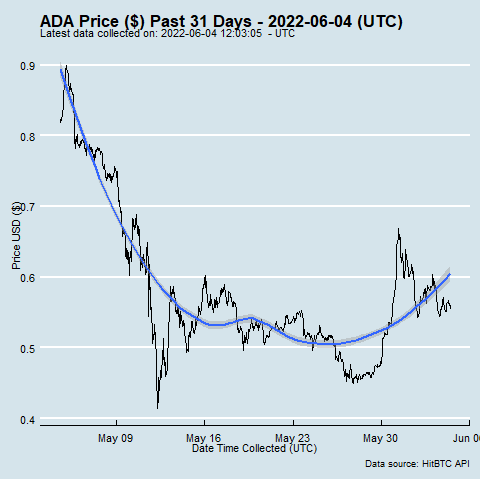 ADA Price ($) Past 31 Days - 2022-06-04 (UTC)
Latest data collected on: 2022-06-04 12:03:05 - UTC
Price USD ($)
0.9
0.8
0.7
0.6
0.5
0.4
May 09
May 16
May 23
May 30
Jun 0
Date Time Collected (UTC)
Data source: HitBTC API